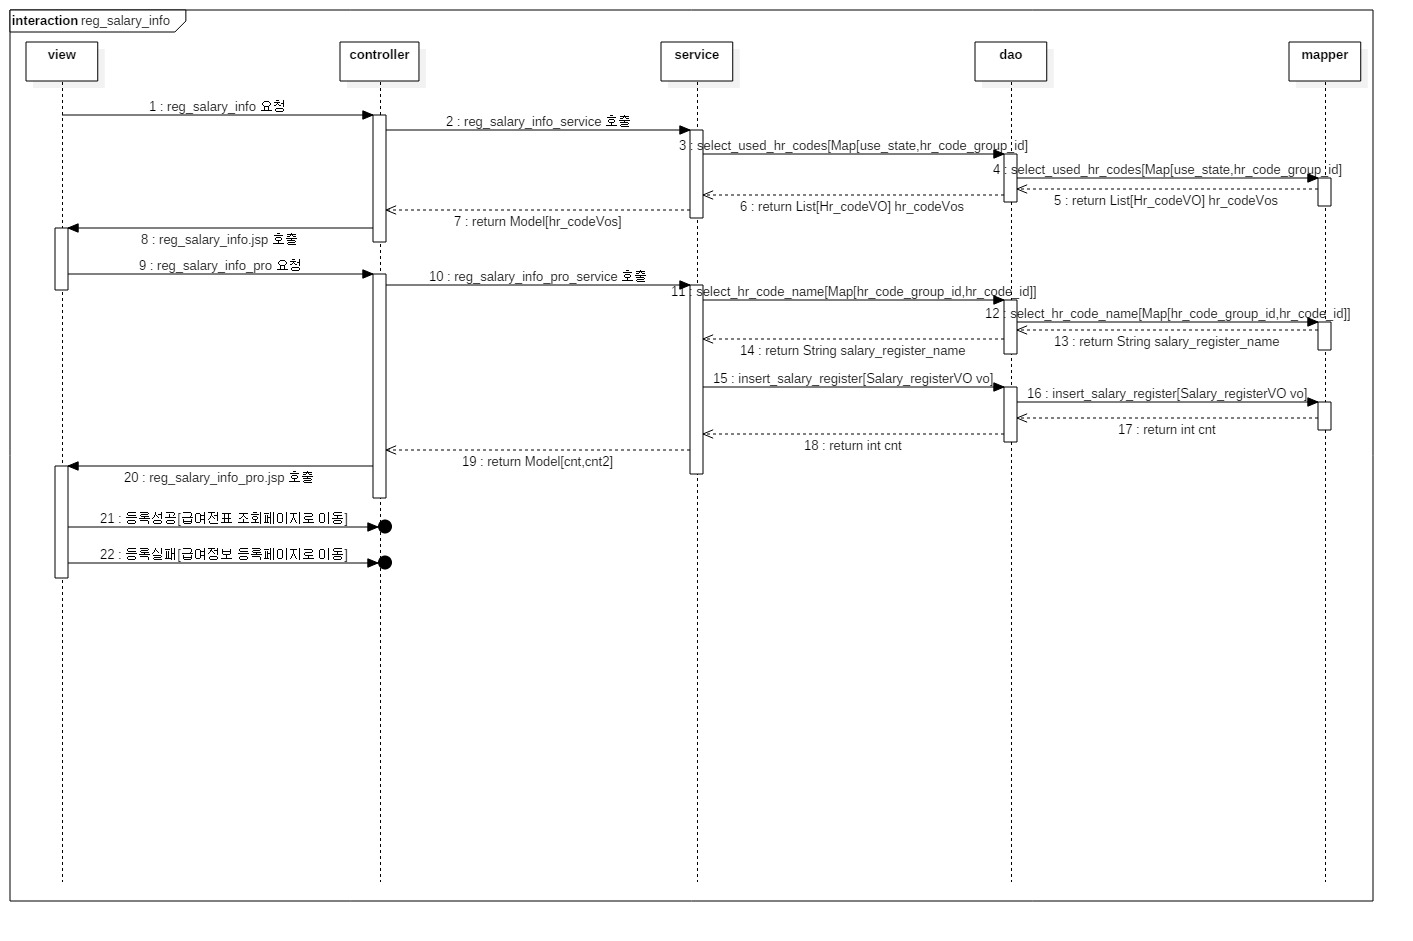 interaction reg_salary_info
view
controller
service
dao
mapper
1 : reg_salary_info 요청
2 : reg_salary_info_service 호출
3 : select_used_hr_codes[Map[use_state,hr_code_group_id]
4 : select_used_hr_codes[Map[use_state,hr_code_group_id]
5 : return List[Hr_codeVO] hr_codeVos
6 : return List[Hr_codeVO] hr_codeVos
7 : return Model[hr_codeVos]
8 : reg_salary_info.jsp 호출
9 : reg_salary_info_pro 요청
10 : reg_salary_info_pro_service 호출
11 : select_hr_code_name[Map[hr_code_group_id,hr_code_id]]
12 : select_hr_code_name[Map[hr_code_group_id,hr_code_id]]
13 : return String salary_register_name
14 : return String salary_register_name
15 : insert_salary_register[Salary_registerVO vo]
16 : insert_salary_register[Salary_registerVO vo]
17 : return int cnt
18 : return int cnt
19 : return Model[cnt,cnt2]
20 : reg_salary_info_pro.jsp 호출
21 : 등록성공[급여전표 조회페이지로 이동]
22 : 등록실패[급여정보 등록페이지로 이동]